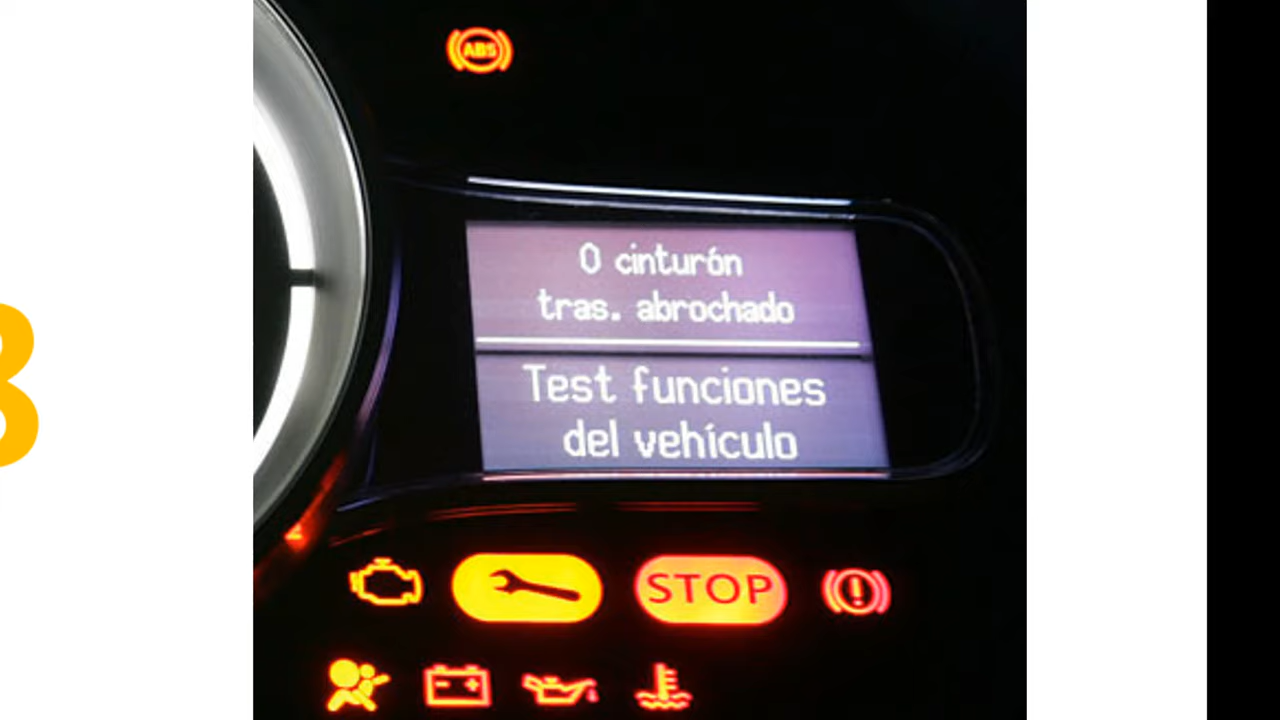 ABS
0 cinturón
tras. abrochado
Test funciones
del vehículo
STOP